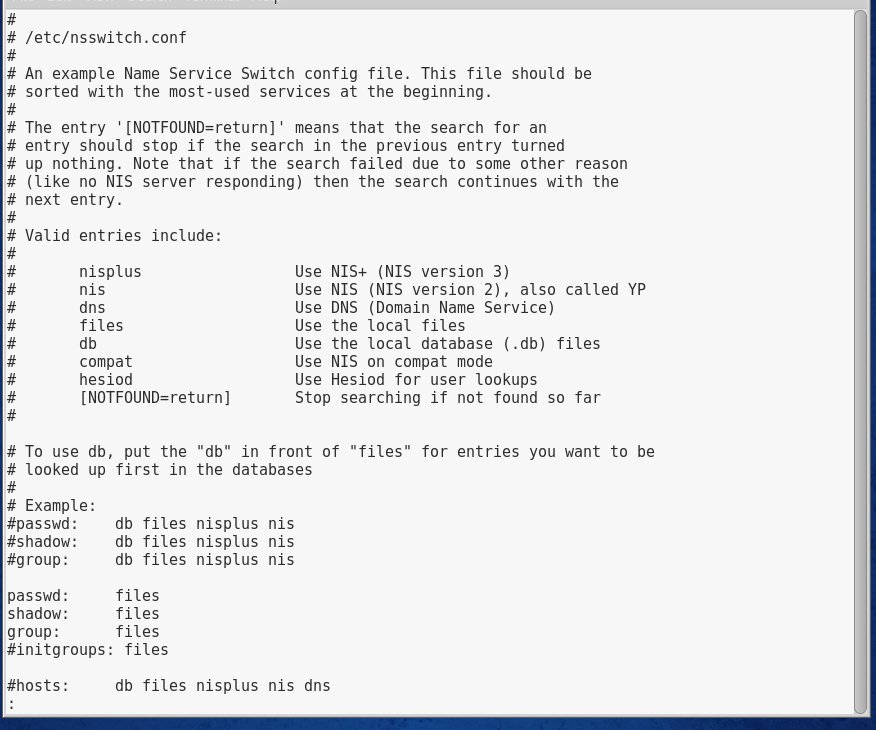 #
# /etc/nsswitch.conf
#
# An example Name Service Switch config file. This file should be
# sorted with the most-used services at the beginning.
#
# The entry '[NOTFOUND=return]' means that the search for an
# entry should stop if the search in the previous entry turned
# up nothing. Note that if the search failed due to some other reason
# (like no NIS server responding) then the search continues with the
# next entry.
#
# Valid entries include:
#
#       nisplus                 Use NIS+ (NIS version 3)
#       nis                     Use NIS (NIS version 2), also called YP
#       dns                     Use DNS (Domain Name Service)
#       files                   Use the local files
#       db                      Use the local database (.db) files
#       compat                  Use NIS on compat mode
#       hesiod                  Use Hesiod for user lookups
#       [NOTFOUND=return]       Stop searching if not found so far
#

# To use db, put the "db" in front of "files" for entries you want to be
# looked up first in the databases
#
# Example:
#passwd:    db files nisplus nis
#shadow:    db files nisplus nis
#group:     db files nisplus nis

passwd:     files
shadow:     files
group:      files
#initgroups: files

#hosts:     db files nisplus nis dns
: